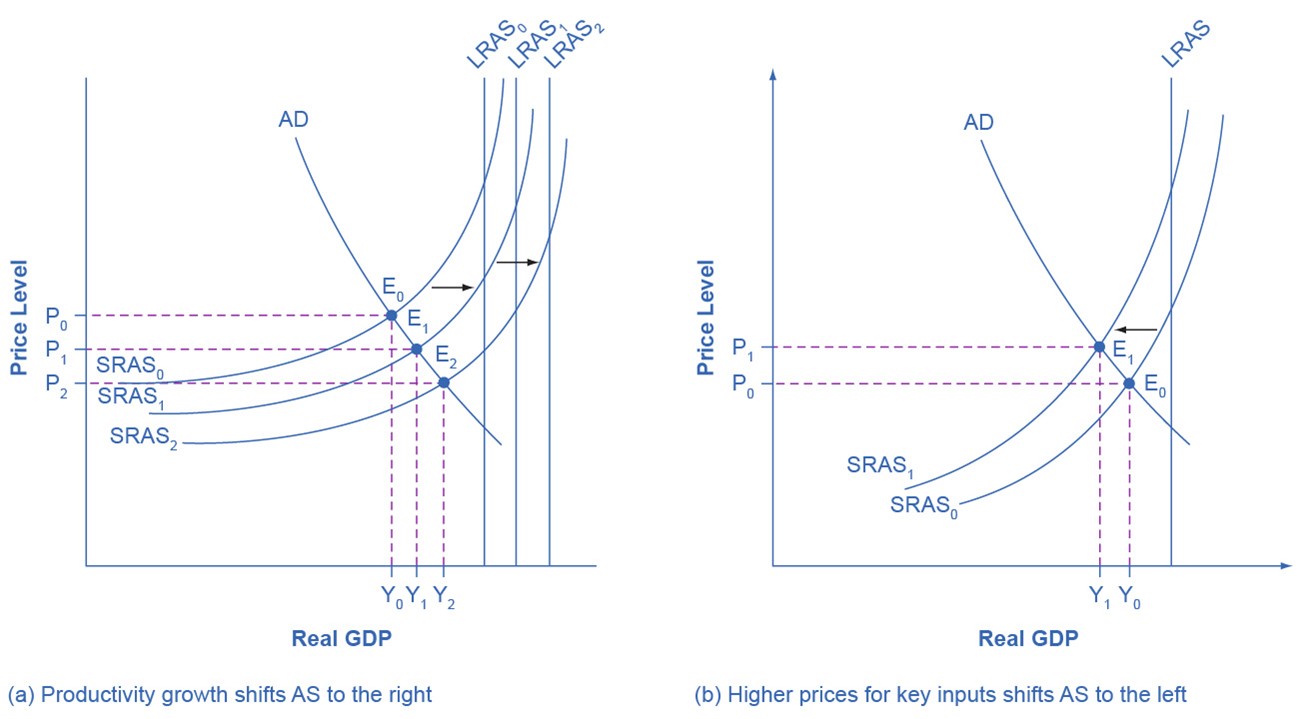 LRAS₀ LRAS₁ LRAS₂
AD
E₀
E₁
E₂
P₀
P₁
P₂
SRAS₀
SRAS₁
SRAS₂
Price Level
Y₀ Y₁ Y₂
Real GDP
(a) Productivity growth shifts AS to the right
LRAS
AD
P₁
P₀
E₁
E₀
SRAS₁
SRAS₀
Price Level
Y₁ Y₀
Real GDP
(b) Higher prices for key inputs shifts AS to the left